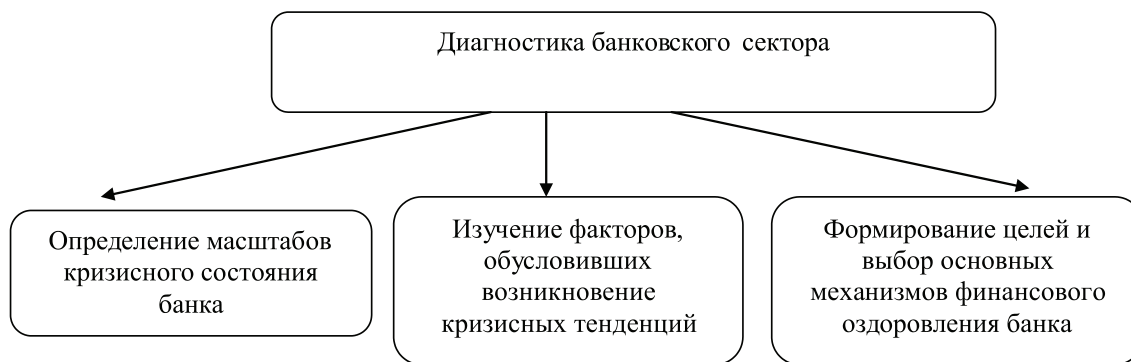 Диагностика банковского сектора
Определение масштабов
кризисного состояния
банка
Изучение факторов,
обусловивших
возникновение
кризисных тенденций
Формирование целей и
выбор основных
механизмов финансового
оздоровления банка